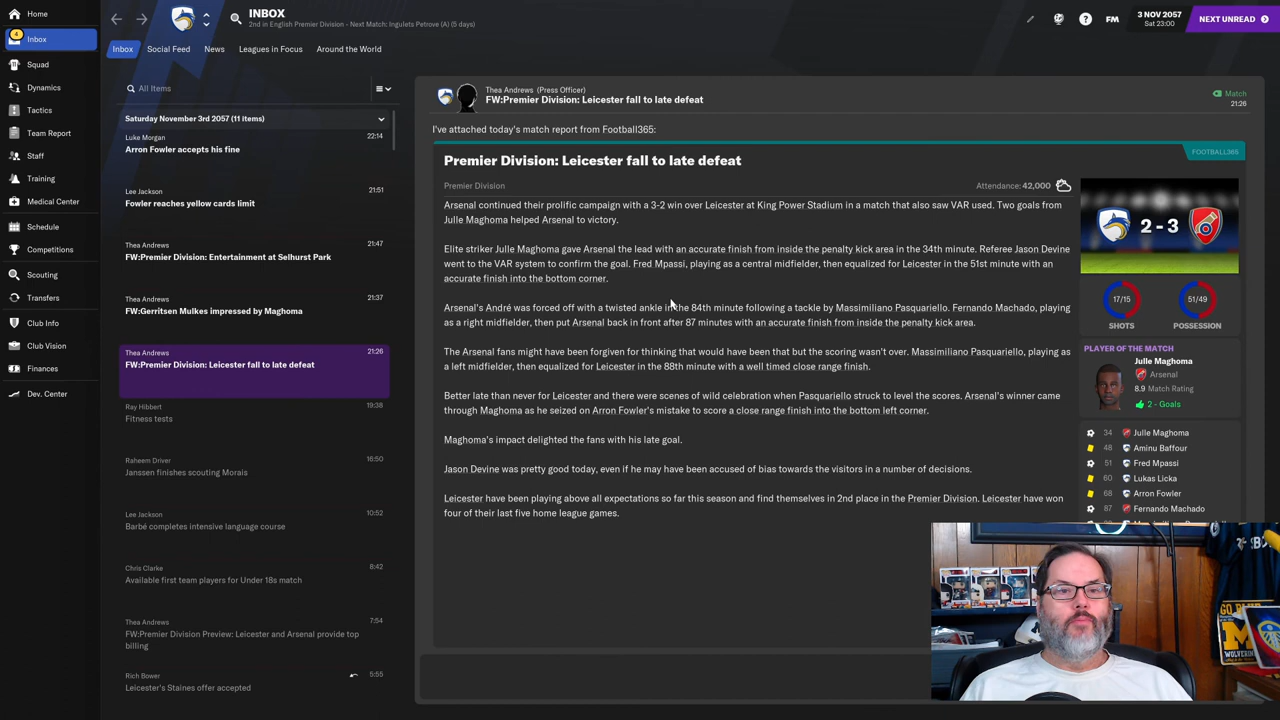 Home
4
Inbox
Squad
Dynamics
Tactics
Team Report
Staff
Training
Medical Center
Schedule
Competitions
Scouting
Transfers
Club Info
Club Vision
Finances
Dev. Center
INBOX
2nd in English Premier Division - Next Match: Ingulets Petrove (A) (5 days)
FM
3 NOV 2057
Sat 23:00
NEXT UNREAD
Inbox
Social Feed
News
Leagues in Focus
Around the World
All Items
Saturday November 3rd 2057 (11 items)
Luke Morgan
22:14
Arron Fowler accepts his fine
Lee Jackson
21:51
Fowler reaches yellow cards limit
Thea Andrews
21:47
FW:Premier Division: Entertainment at Selhurst Park
Thea Andrews
21:37
FW:Gerritsen Mulkes impressed by Maghoma
Thea Andrews
21:26
FW:Premier Division: Leicester fall to late defeat
Ray Hibbert
19:38
Fitness tests
Raheem Driver
16:50
Janssen finishes scouting Morais
Lee Jackson
10:52
Barbé completes intensive language course
Chris Clarke
8:42
Available first team players for Under 18s match
Thea Andrews
7:54
FW:Premier Division Preview: Leicester and Arsenal provide top
billing
Rich Bower
5:55
Leicester's Staines offer accepted
Thea Andrews (Press Officer)
FW:Premier Division: Leicester fall to late defeat
Match
21:26
I've attached today's match report from Football365:
Premier Division: Leicester fall to late defeat
FOOTBALL365
Premier Division
Attendance: 42,000
Arsenal continued their prolific campaign with a 3-2 win over Leicester at King Power Stadium in a match that also saw VAR used. Two goals from
Julle Maghoma helped Arsenal to victory.
Elite striker Julle Maghoma gave Arsenal the lead with an accurate finish from inside the penalty kick area in the 34th minute. Referee Jason Devine
went to the VAR system to confirm the goal. Fred Mpassi, playing as a central midfielder, then equalized for Leicester in the 51st minute with an
accurate finish into the bottom corner.
Arsenal's André was forced off with a twisted ankle in the 84th minute following a tackle by Massimiliano Pasquariello. Fernando Machado, playing
as a right midfielder, then put Arsenal back in front after 87 minutes with an accurate finish from inside the penalty kick area.
The Arsenal fans might have been forgiven for thinking that would have been that but the scoring wasn't over. Massimiliano Pasquariello, playing as
a left midfielder, then equalized for Leicester in the 88th minute with a well timed close range finish.
Better late than never for Leicester and there were scenes of wild celebration when Pasquariello struck to level the scores. Arsenal's winner came
through Maghoma as he seized on Arron Fowler's mistake to score a close range finish into the bottom left corner.
Maghoma's impact delighted the fans with his late goal.
Jason Devine was pretty good today, even if he may have been accused of bias towards the visitors in a number of decisions.
Leicester have been playing above all expectations so far this season and find themselves in 2nd place in the Premier Division. Leicester have won
four of their last five home league games.
2 - 3
17/15
51/49
SHOTS
POSSESSION
PLAYER OF THE MATCH
Julle Maghoma
Arsenal
8.9 Match Rating
2 - Goals
34 Julle Maghoma
48 Aminu Baffour
51 Fred Mpassi
60 Lukas Licka
68 Arron Fowler
87 Fernando Machado
GO BLUE
WOLVERINE